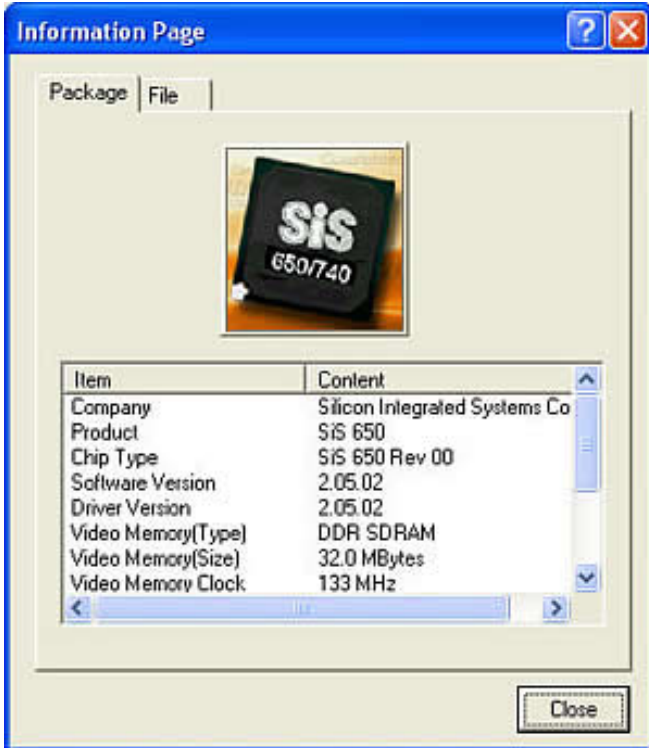 Information Page
Package File
SiS
650/740
Item Content
Company Silicon Integrated Systems Co
Product SiS 650
Chip Type SiS 650 Rev 00
Software Version 2.05.02
Driver Version 2.05.02
Video Memory(Type) DDR SDRAM
Video Memory(Size) 32.0 MBytes
Video Memory Clock 133 MHz
Close